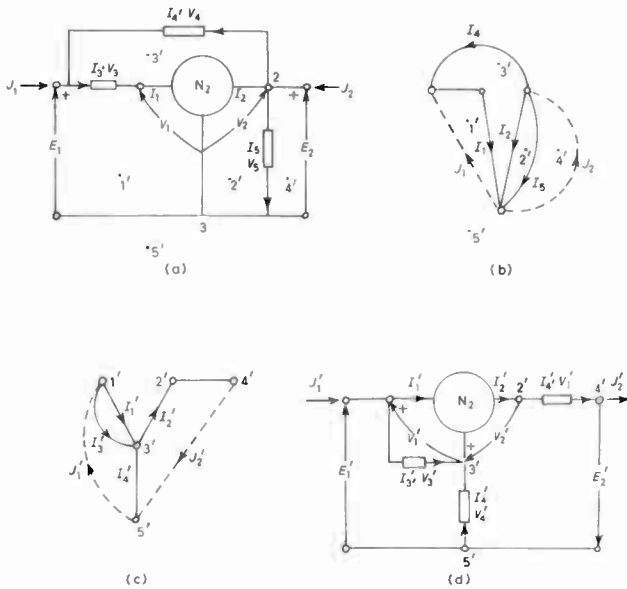 I₄' V₄
·3'
J₁ + I₃' V₃ I₁ N₂ I₂ 2 + J₂
E₁ V₁ V₂ I₅ V₅ E₂
·1' ·2' ·4'
3
·5'
(a)
I₄
·3'
·1' I₁ I₂ 2' ·4' J₂
J₁ I₅
·5'
(b)
1' 2' 4'
I₁' I₂'
I₃' 3'
J₁' I₄' J₂'
5'
(c)
J₁' I₁' N₂ I₂' 2' I₄' V₁' 4' J₂'
+ V₁' + V₂'
E₁' I₃' V₃' 3' E₂'
I₄' V₄'
5'
(d)